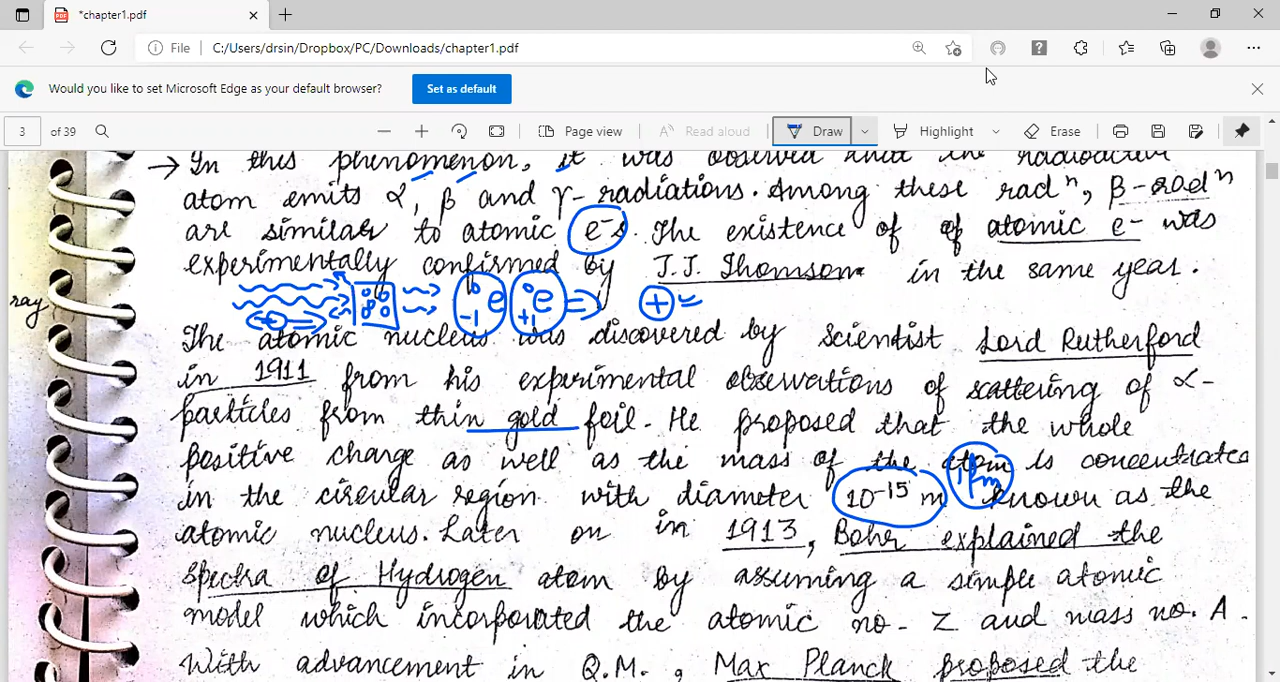 *chapter1.pdf
File
C:/Users/drsin/Dropbox/PC/Downloads/chapter1.pdf
Would you like to set Microsoft Edge as your default browser?
Set as default
3 of 39
Page view
Read aloud
Draw
Highlight
Erase
→ In this phenomenon, it was observed that the radioactive
atom emits α, β and γ-radiations. Among these radⁿ, β-radⁿ
are similar to atomic e⁻s. The existence of of atomic e⁻ was
experimentally confirmed by J.J. Thomson in the same year.
ray
0 -1 e 0 +1 e ⇒ +
The atomic nucleus was discovered by scientist Lord Rutherford
in 1911 from his experimental observations of scattering of α-
particles from thin gold foil. He proposed that the whole
positive charge as well as the mass of the atom is concentrated
1fm
in the circular region with diameter 10⁻¹⁵ m known as the
atomic nucleus. Later on in 1913, Bohr explained the
spectra of Hydrogen atom by assuming a simple atomic
model which incorporated the atomic no- Z and mass no. A.
With advancement in Q.M., Max Planck proposed the